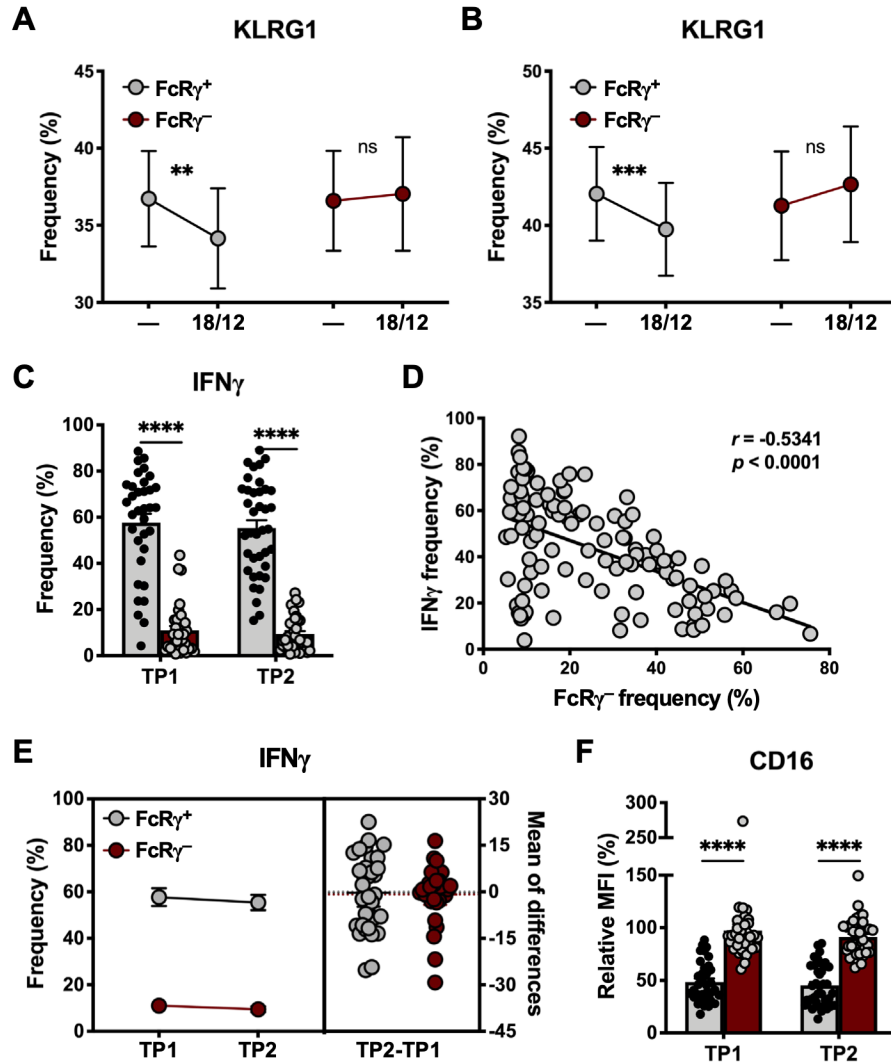 A
KLRG1
Frequency (%)
45
40
35
30
FcRγ⁺
FcRγ⁻
**
ns
— 18/12 — 18/12
B
KLRG1
Frequency (%)
50
45
40
35
FcRγ⁺
FcRγ⁻
***
ns
— 18/12 — 18/12
C
IFNγ
Frequency (%)
100
80
60
40
20
0
**** ****
TP1 TP2
D
IFNγ frequency (%)
100
80
60
40
20
0
r = -0.5341
p < 0.0001
0 20 40 60 80
FcRγ⁻ frequency (%)
E
IFNγ
Frequency (%)
100
80
60
40
20
0
FcRγ⁺
FcRγ⁻
TP1 TP2 TP2-TP1
30
15
0
-15
-30
-45
Mean of differences
F
CD16
Relative MFI (%)
300
250
150
100
50
0
**** ****
TP1 TP2